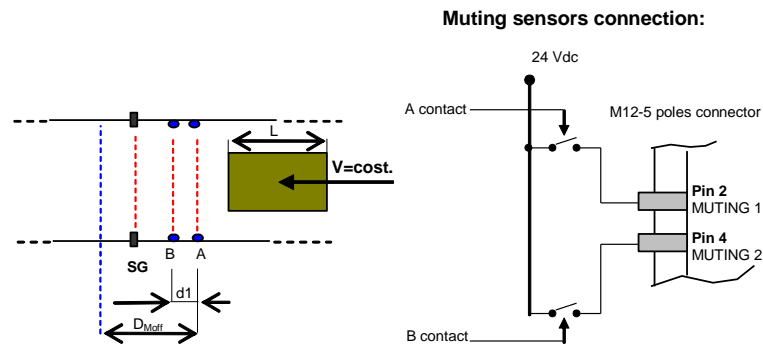 Muting sensors connection:
24 Vdc
A contact
M12-5 poles connector
L
V=cost.
Pin 2
MUTING 1
Pin 4
MUTING 2
B A
SG
d1
DMoff
B contact